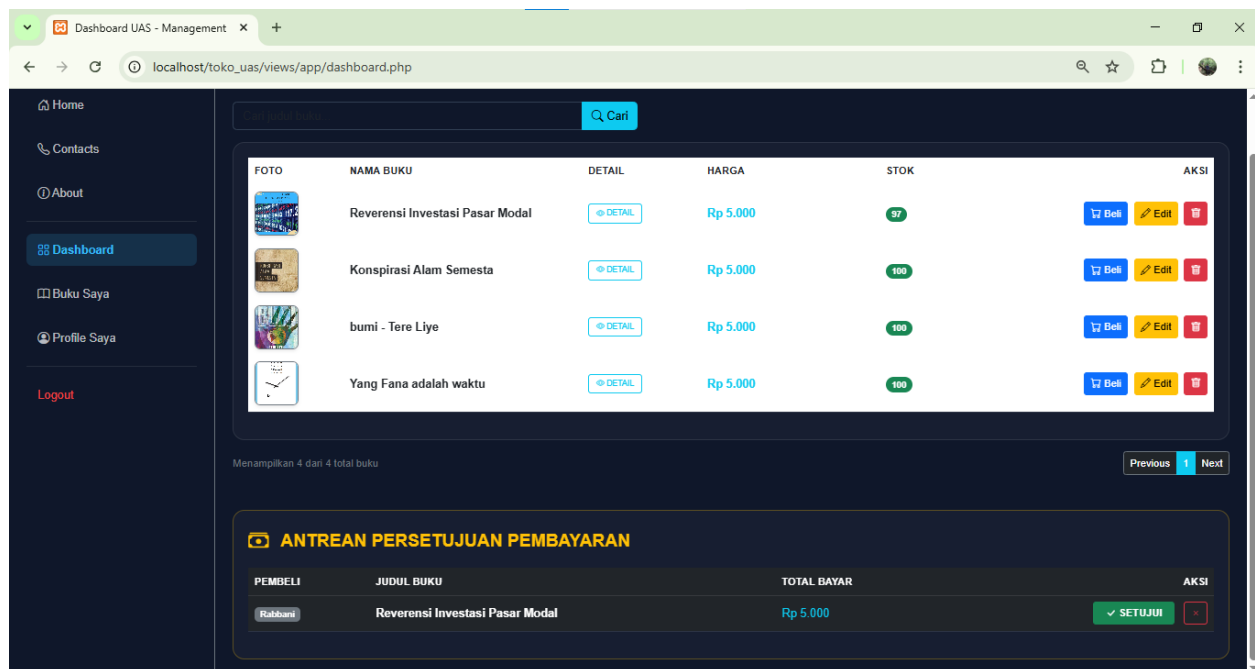 Dashboard UAS - Management
localhost/toko_uas/views/app/dashboard.php
Home
Contacts
About
Dashboard
Buku Saya
Profile Saya
Logout
Cari judul buku...
Cari
FOTO NAMA BUKU DETAIL HARGA STOK AKSI
Reverensi Investasi Pasar Modal DETAIL Rp 5.000 97 Beli Edit
Konspirasi Alam Semesta DETAIL Rp 5.000 100 Beli Edit
bumi - Tere Liye DETAIL Rp 5.000 100 Beli Edit
Yang Fana adalah waktu DETAIL Rp 5.000 100 Beli Edit
Menampilkan 4 dari 4 total buku
Previous 1 Next
ANTREAN PERSETUJUAN PEMBAYARAN
PEMBELI JUDUL BUKU TOTAL BAYAR AKSI
Rabbani Reverensi Investasi Pasar Modal Rp 5.000 SETUJUI